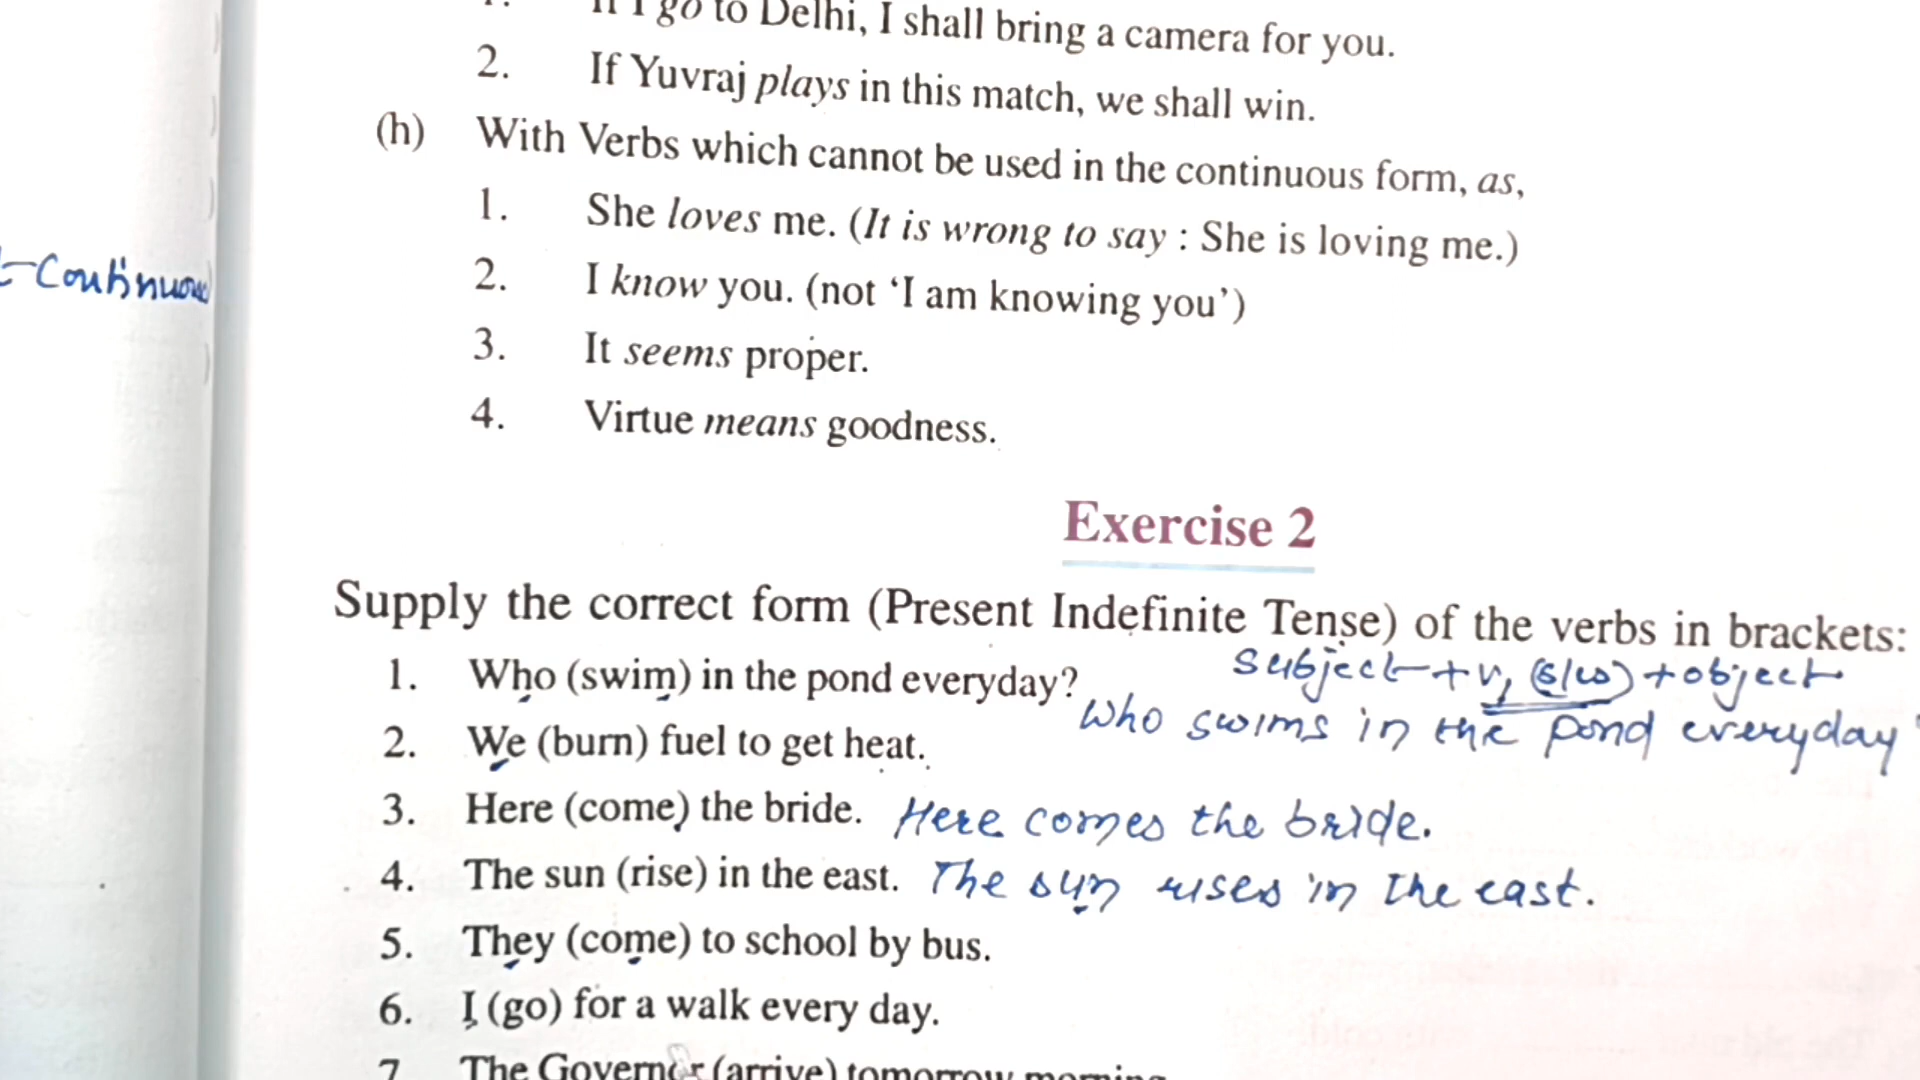 If I go to Delhi, I shall bring a camera for you.
2. If Yuvraj plays in this match, we shall win.
(h) With Verbs which cannot be used in the continuous form, as,
1. She loves me. (It is wrong to say : She is loving me.)
2. I know you. (not ‘I am knowing you’)
Continuous
3. It seems proper.
4. Virtue means goodness.
Exercise 2
Supply the correct form (Present Indefinite Tense) of the verbs in brackets:
Subject + v1 (s/es) + object
1. Who (swim) in the pond everyday?
Who swims in the pond everyday
2. We (burn) fuel to get heat.
3. Here (come) the bride. Here comes the bride.
4. The sun (rise) in the east. The sun rises in the east.
5. They (come) to school by bus.
6. I (go) for a walk every day.
7. The Governor (arrive) tomorrow morning.